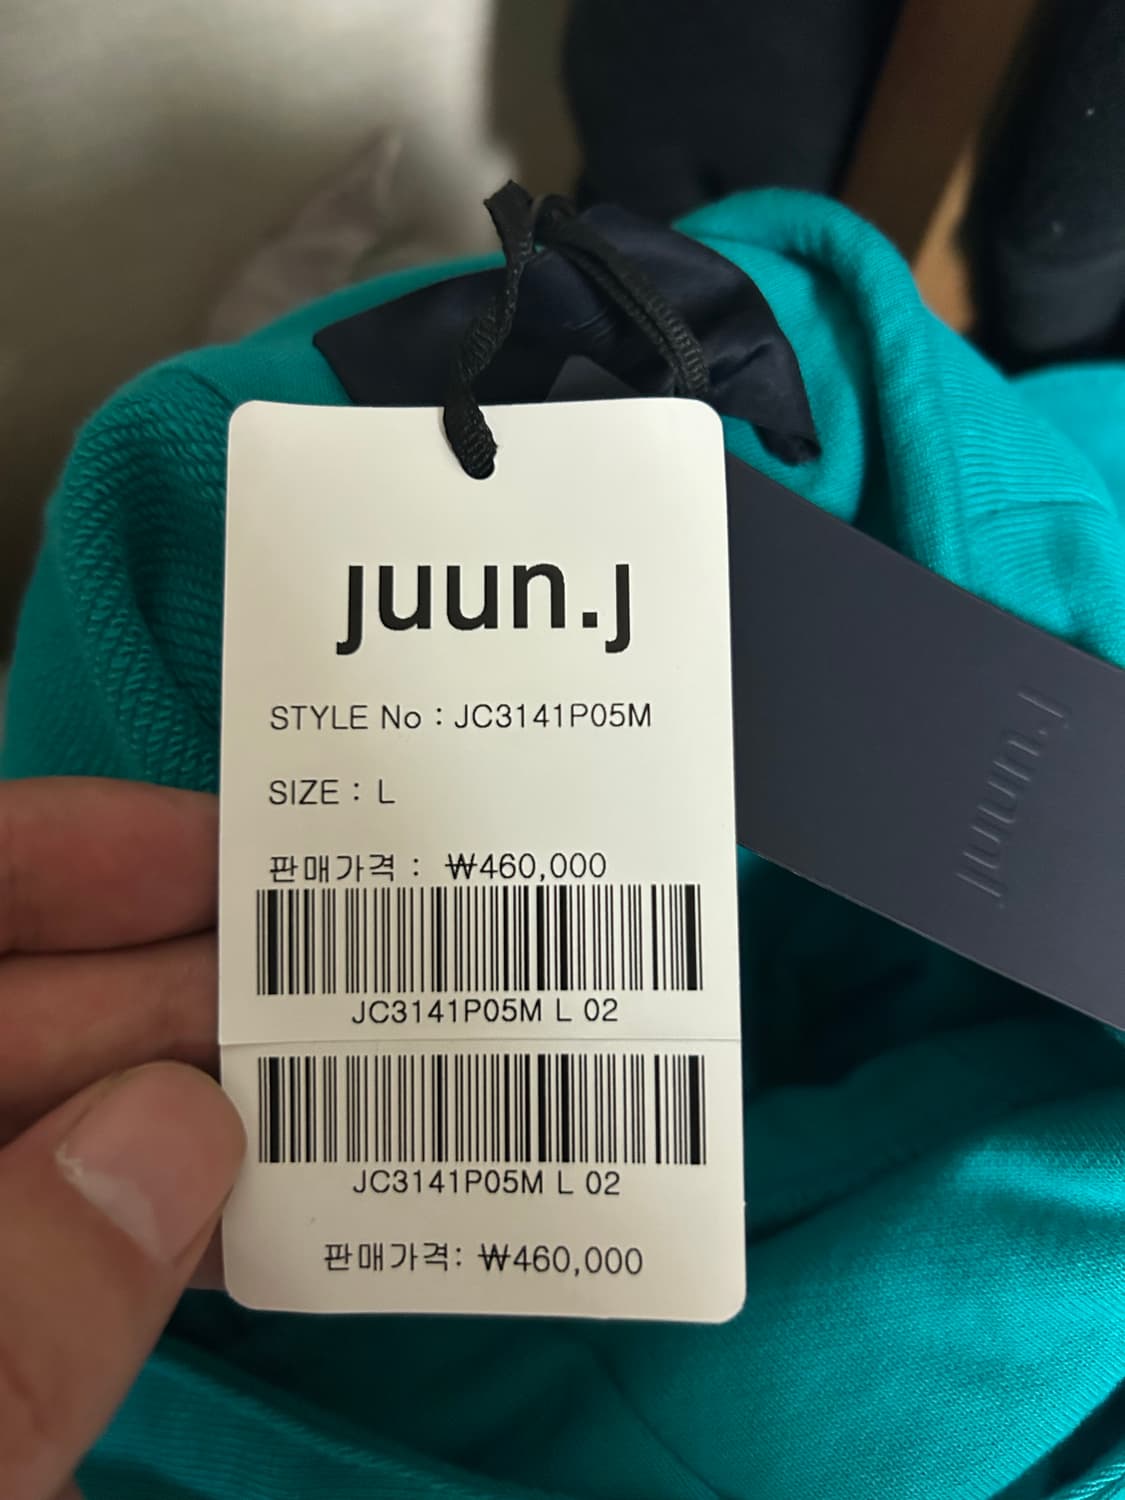 juun.j
STYLE No : JC3141P05M
SIZE : L
판매가격 : ₩460,000
JC3141P05M L 02
JC3141P05M L 02
판매가격: ₩460,000
juun.j